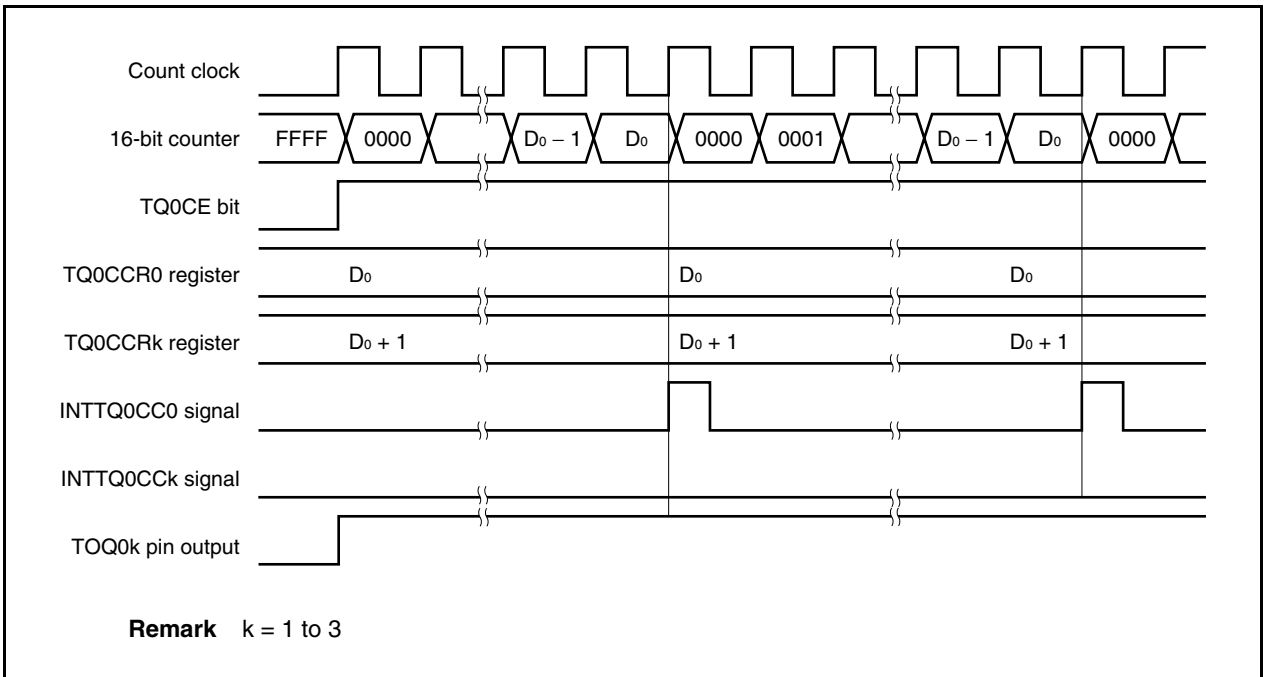 Count clock
16-bit counter FFFF 0000 D₀ − 1 D₀ 0000 0001 D₀ − 1 D₀ 0000
TQ0CE bit
TQ0CCR0 register D₀ D₀ D₀
TQ0CCRk register D₀ + 1 D₀ + 1 D₀ + 1
INTTQ0CC0 signal
INTTQ0CCk signal
TOQ0k pin output
Remark k = 1 to 3